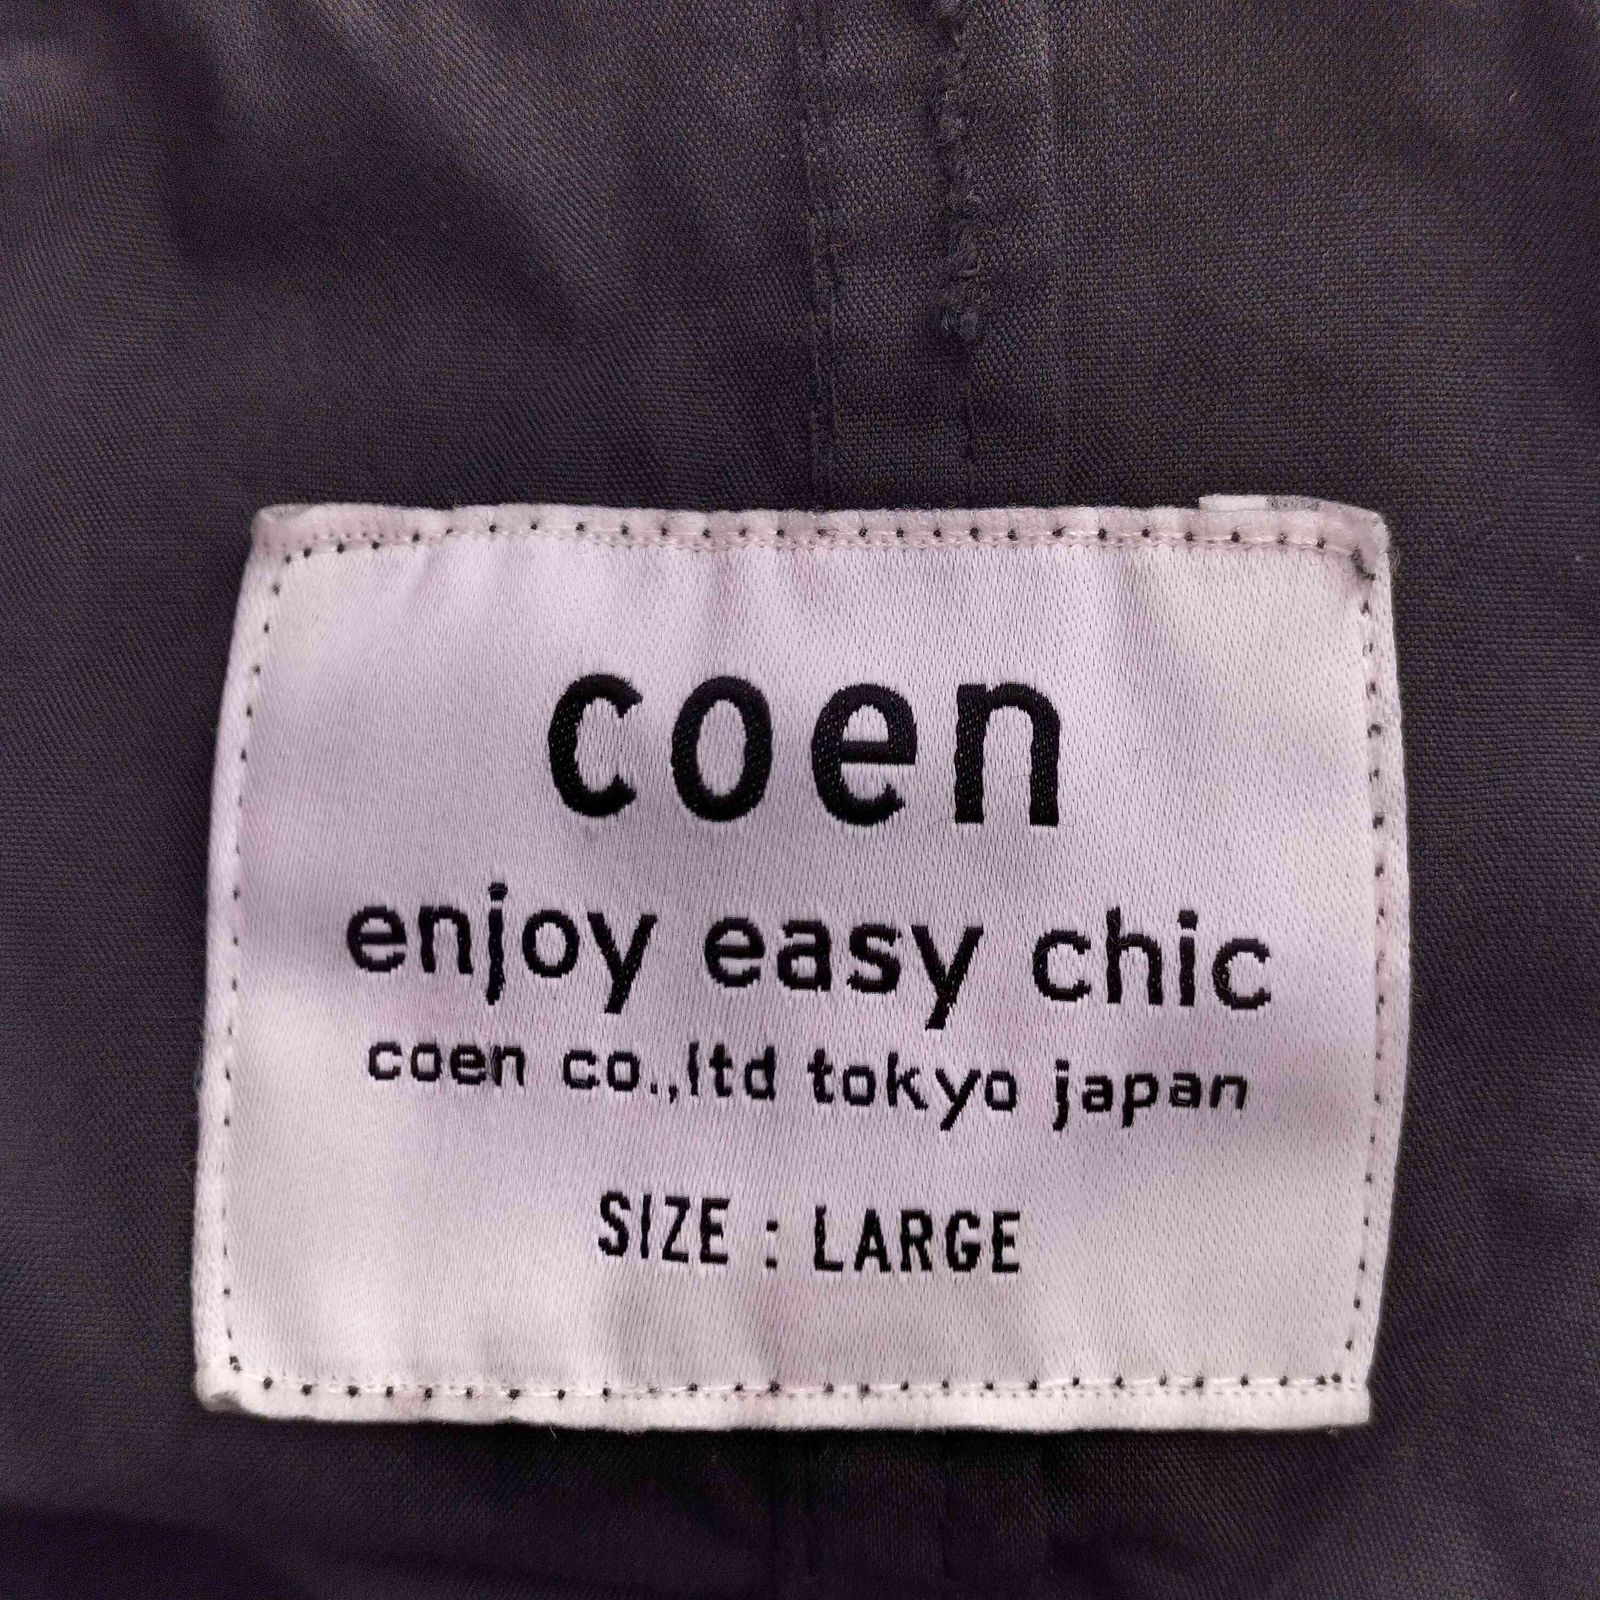 coen
enjoy easy chic
coen co.,ltd tokyo japan
SIZE : LARGE